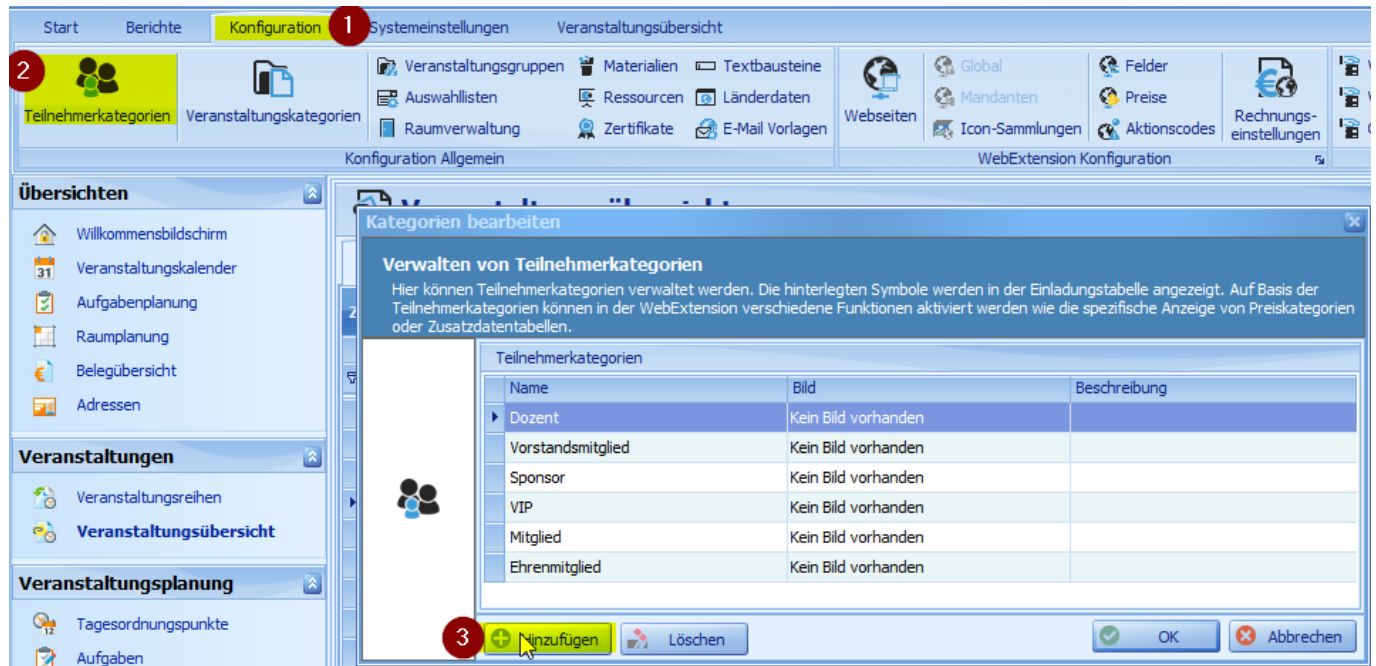 Start Berichte Konfiguration 1 Systemeinstellungen Veranstaltungsübersicht
2
Teilnehmerkategorien
Veranstaltungskategorien
Veranstaltungsgruppen Materialien Textbausteine
Auswahllisten Ressourcen Länderdaten
Raumverwaltung Zertifikate E-Mail Vorlagen
Konfiguration Allgemein
Webseiten
Global Felder
Mandanten Preise
Icon-Sammlungen Aktionscodes
Rechnungs-
einstellungen
WebExtension Konfiguration
Übersichten
Willkommensbildschirm
31 Veranstaltungskalender
Aufgabenplanung
Raumplanung
Belegübersicht
Adressen
Veranstaltungen
Veranstaltungsreihen
Veranstaltungsübersicht
Veranstaltungsplanung
12 Tagesordnungspunkte
Aufgaben
Kategorien bearbeiten
Verwalten von Teilnehmerkategorien
Hier können Teilnehmerkategorien verwaltet werden. Die hinterlegten Symbole werden in der Einladungstabelle angezeigt. Auf Basis der
Teilnehmerkategorien können in der WebExtension verschiedene Funktionen aktiviert werden wie die spezifische Anzeige von Preiskategorien
oder Zusatzdatentabellen.
Teilnehmerkategorien
Name Bild Beschreibung
Dozent Kein Bild vorhanden
Vorstandsmitglied Kein Bild vorhanden
Sponsor Kein Bild vorhanden
VIP Kein Bild vorhanden
Mitglied Kein Bild vorhanden
Ehrenmitglied Kein Bild vorhanden
3 Hinzufügen Löschen OK Abbrechen